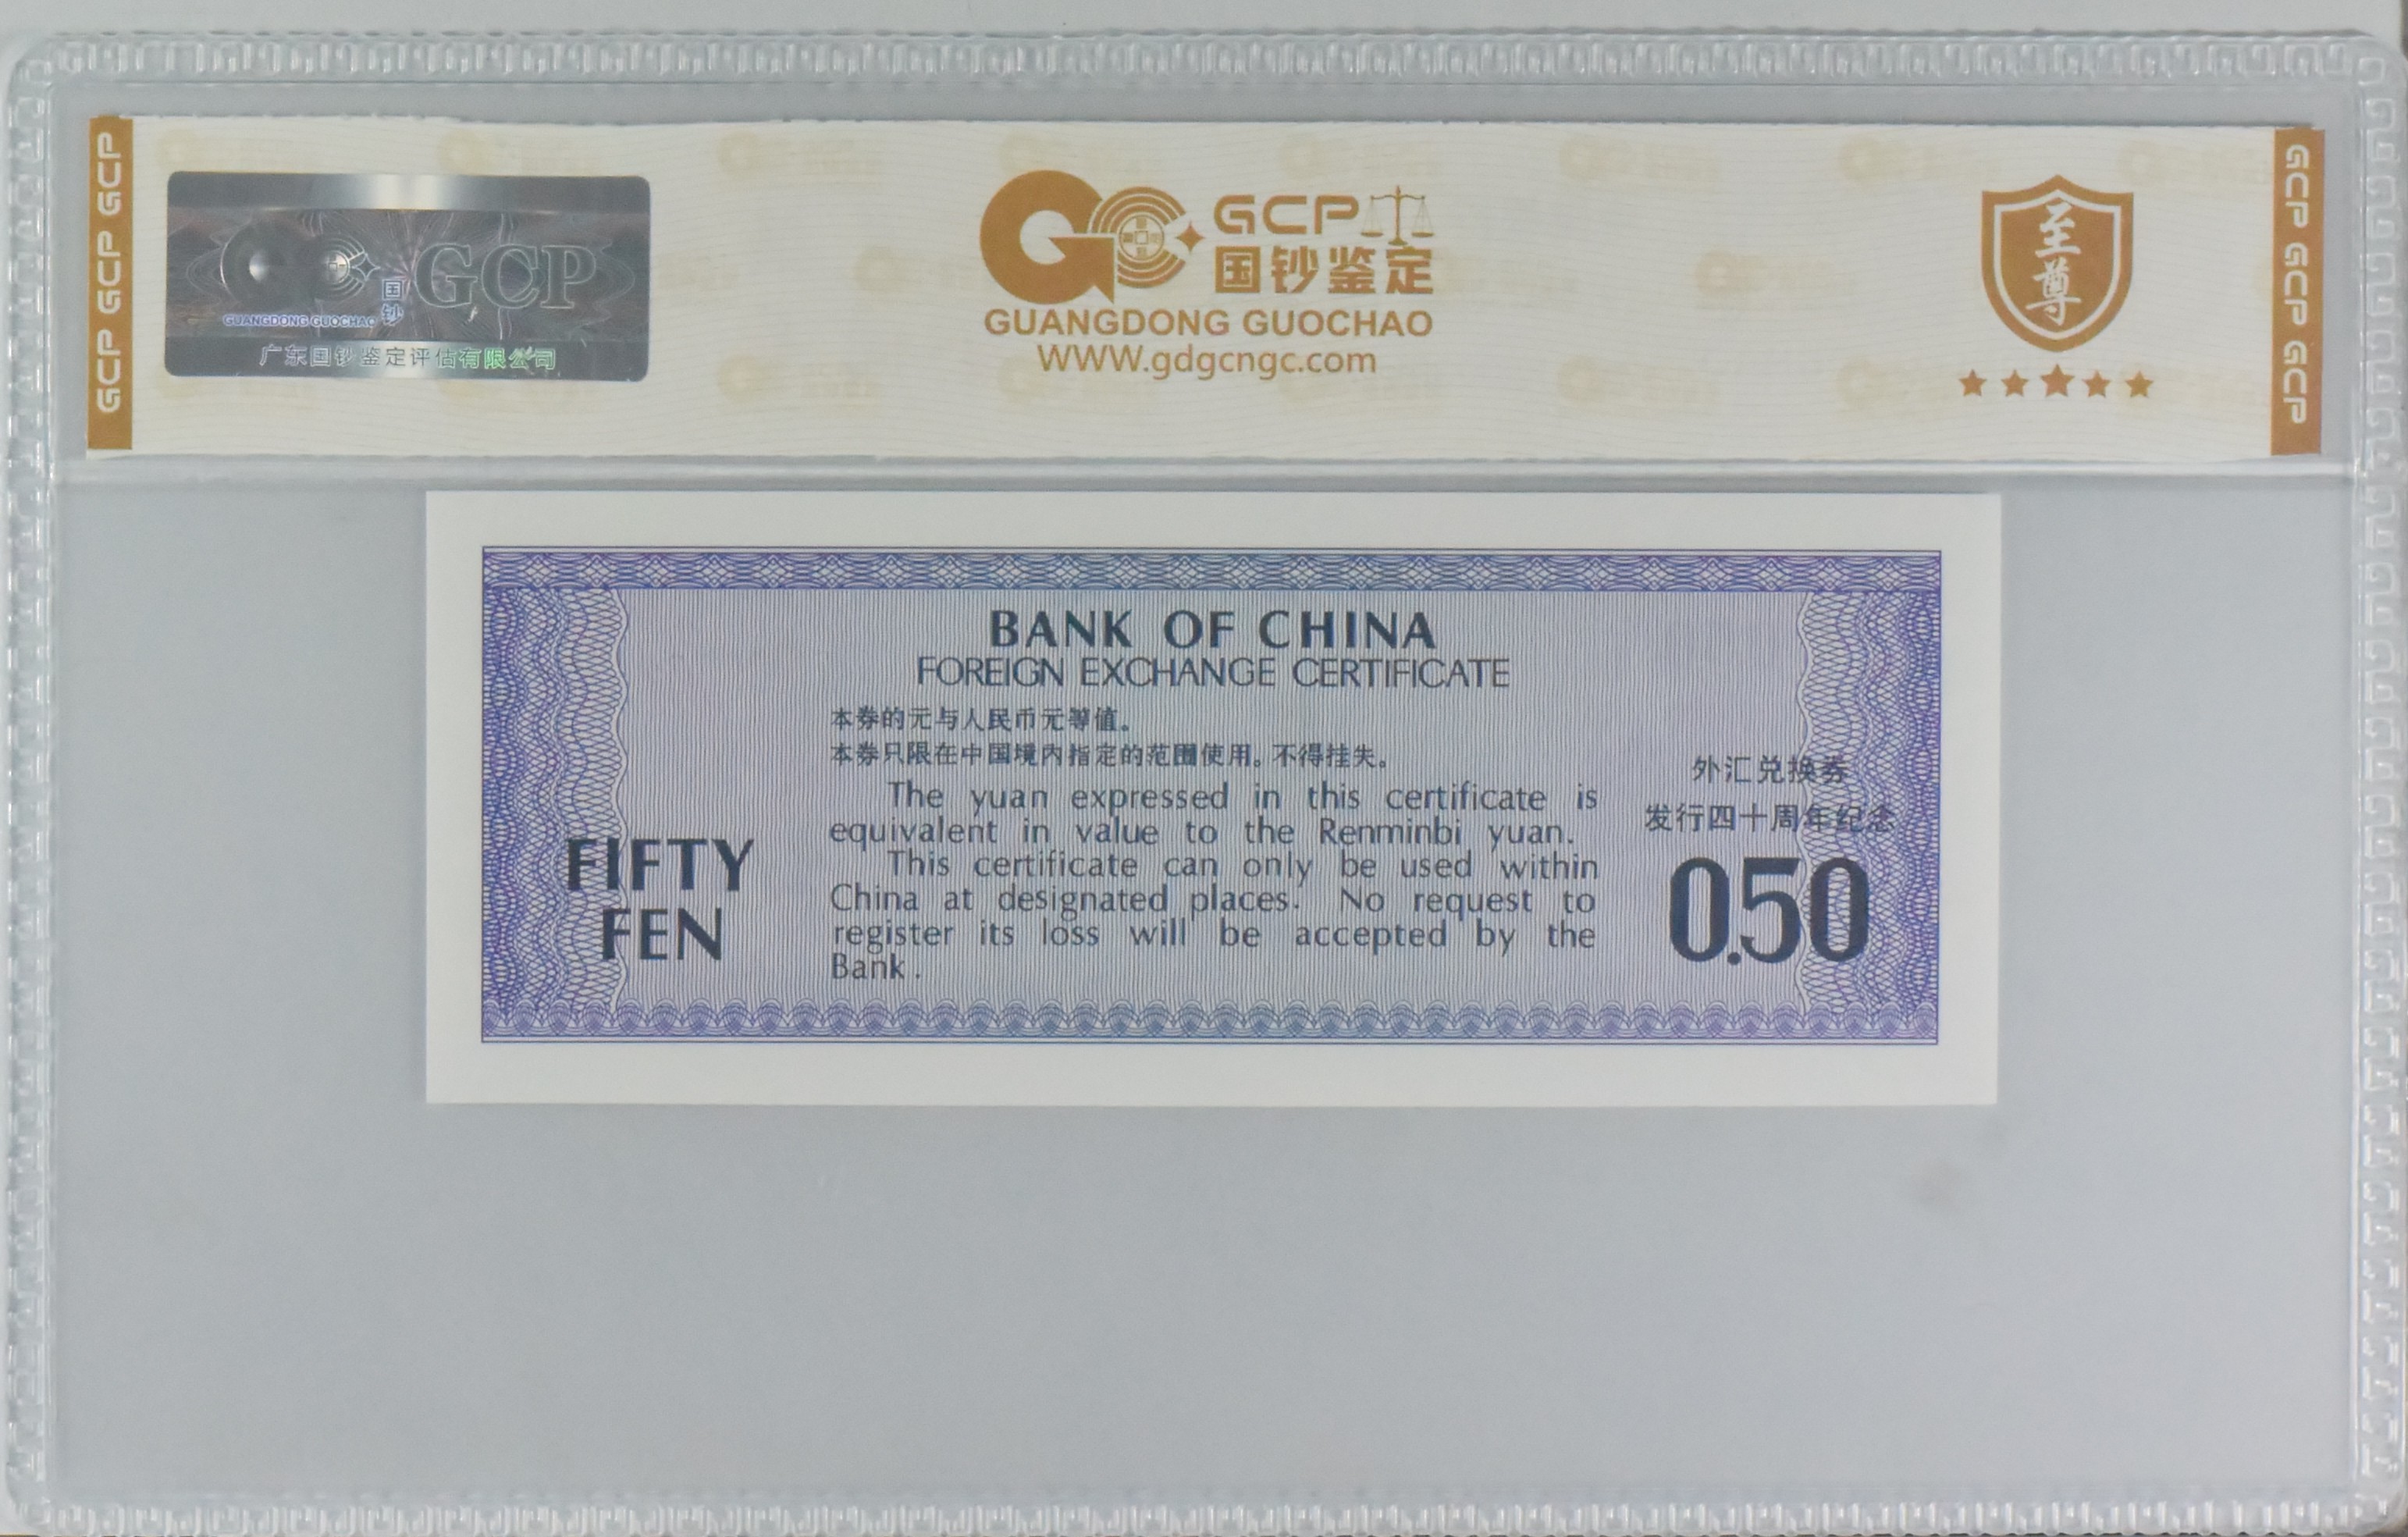 GCP GCP GCP
GCP
国钞
GUANGDONG GUOCHAO
广东国钞鉴定评估有限公司
GCP
国钞鉴定
GUANGDONG GUOCHAO
WWW.gdgcngc.com
至尊
GCP GCP GCP
BANK OF CHINA
FOREIGN EXCHANGE CERTIFICATE
本券的元与人民币元等值。
本券只限在中国境内指定的范围使用。不得挂失。
The yuan expressed in this certificate is
equivalent in value to the Renminbi yuan.
This certificate can only be used within
China at designated places. No request to
register its loss will be accepted by the
Bank.
FIFTY
FEN
外汇兑换券
发行四十周年纪念
0.50